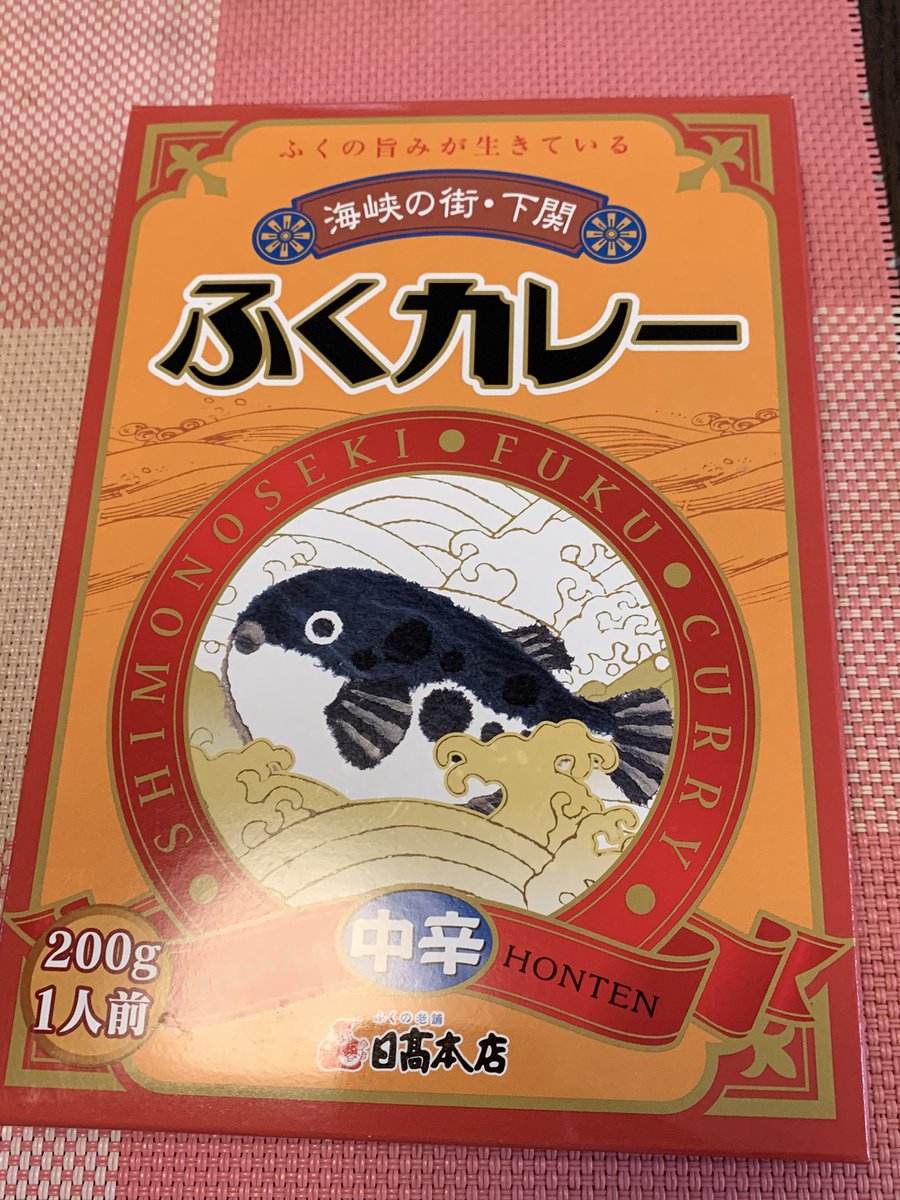 ふくの旨みが生きている
海峡の街・下関
ふくカレー
SHIMONOSEKI • FUKU • CURRY
200g
1人前
中辛
HONTEN
ふくの老舗
日髙本店